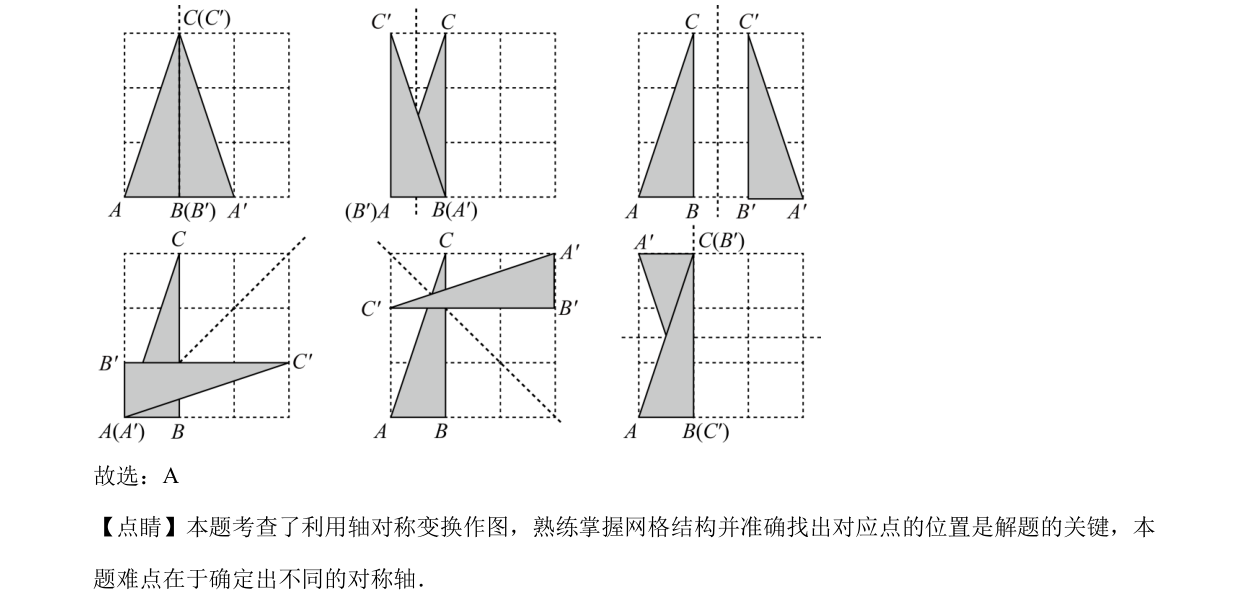 C(C′) C′ C C C′
A B(B′) A′ (B′)A B(A′) A B B′ A′
C C A′ A′ C(B′)
B′ C′ C′ B′
A(A′) B A B A B(C′)
故选：A
【点睛】本题考查了利用轴对称变换作图，熟练掌握网格结构并准确找出对应点的位置是解题的关键，本
题难点在于确定出不同的对称轴．